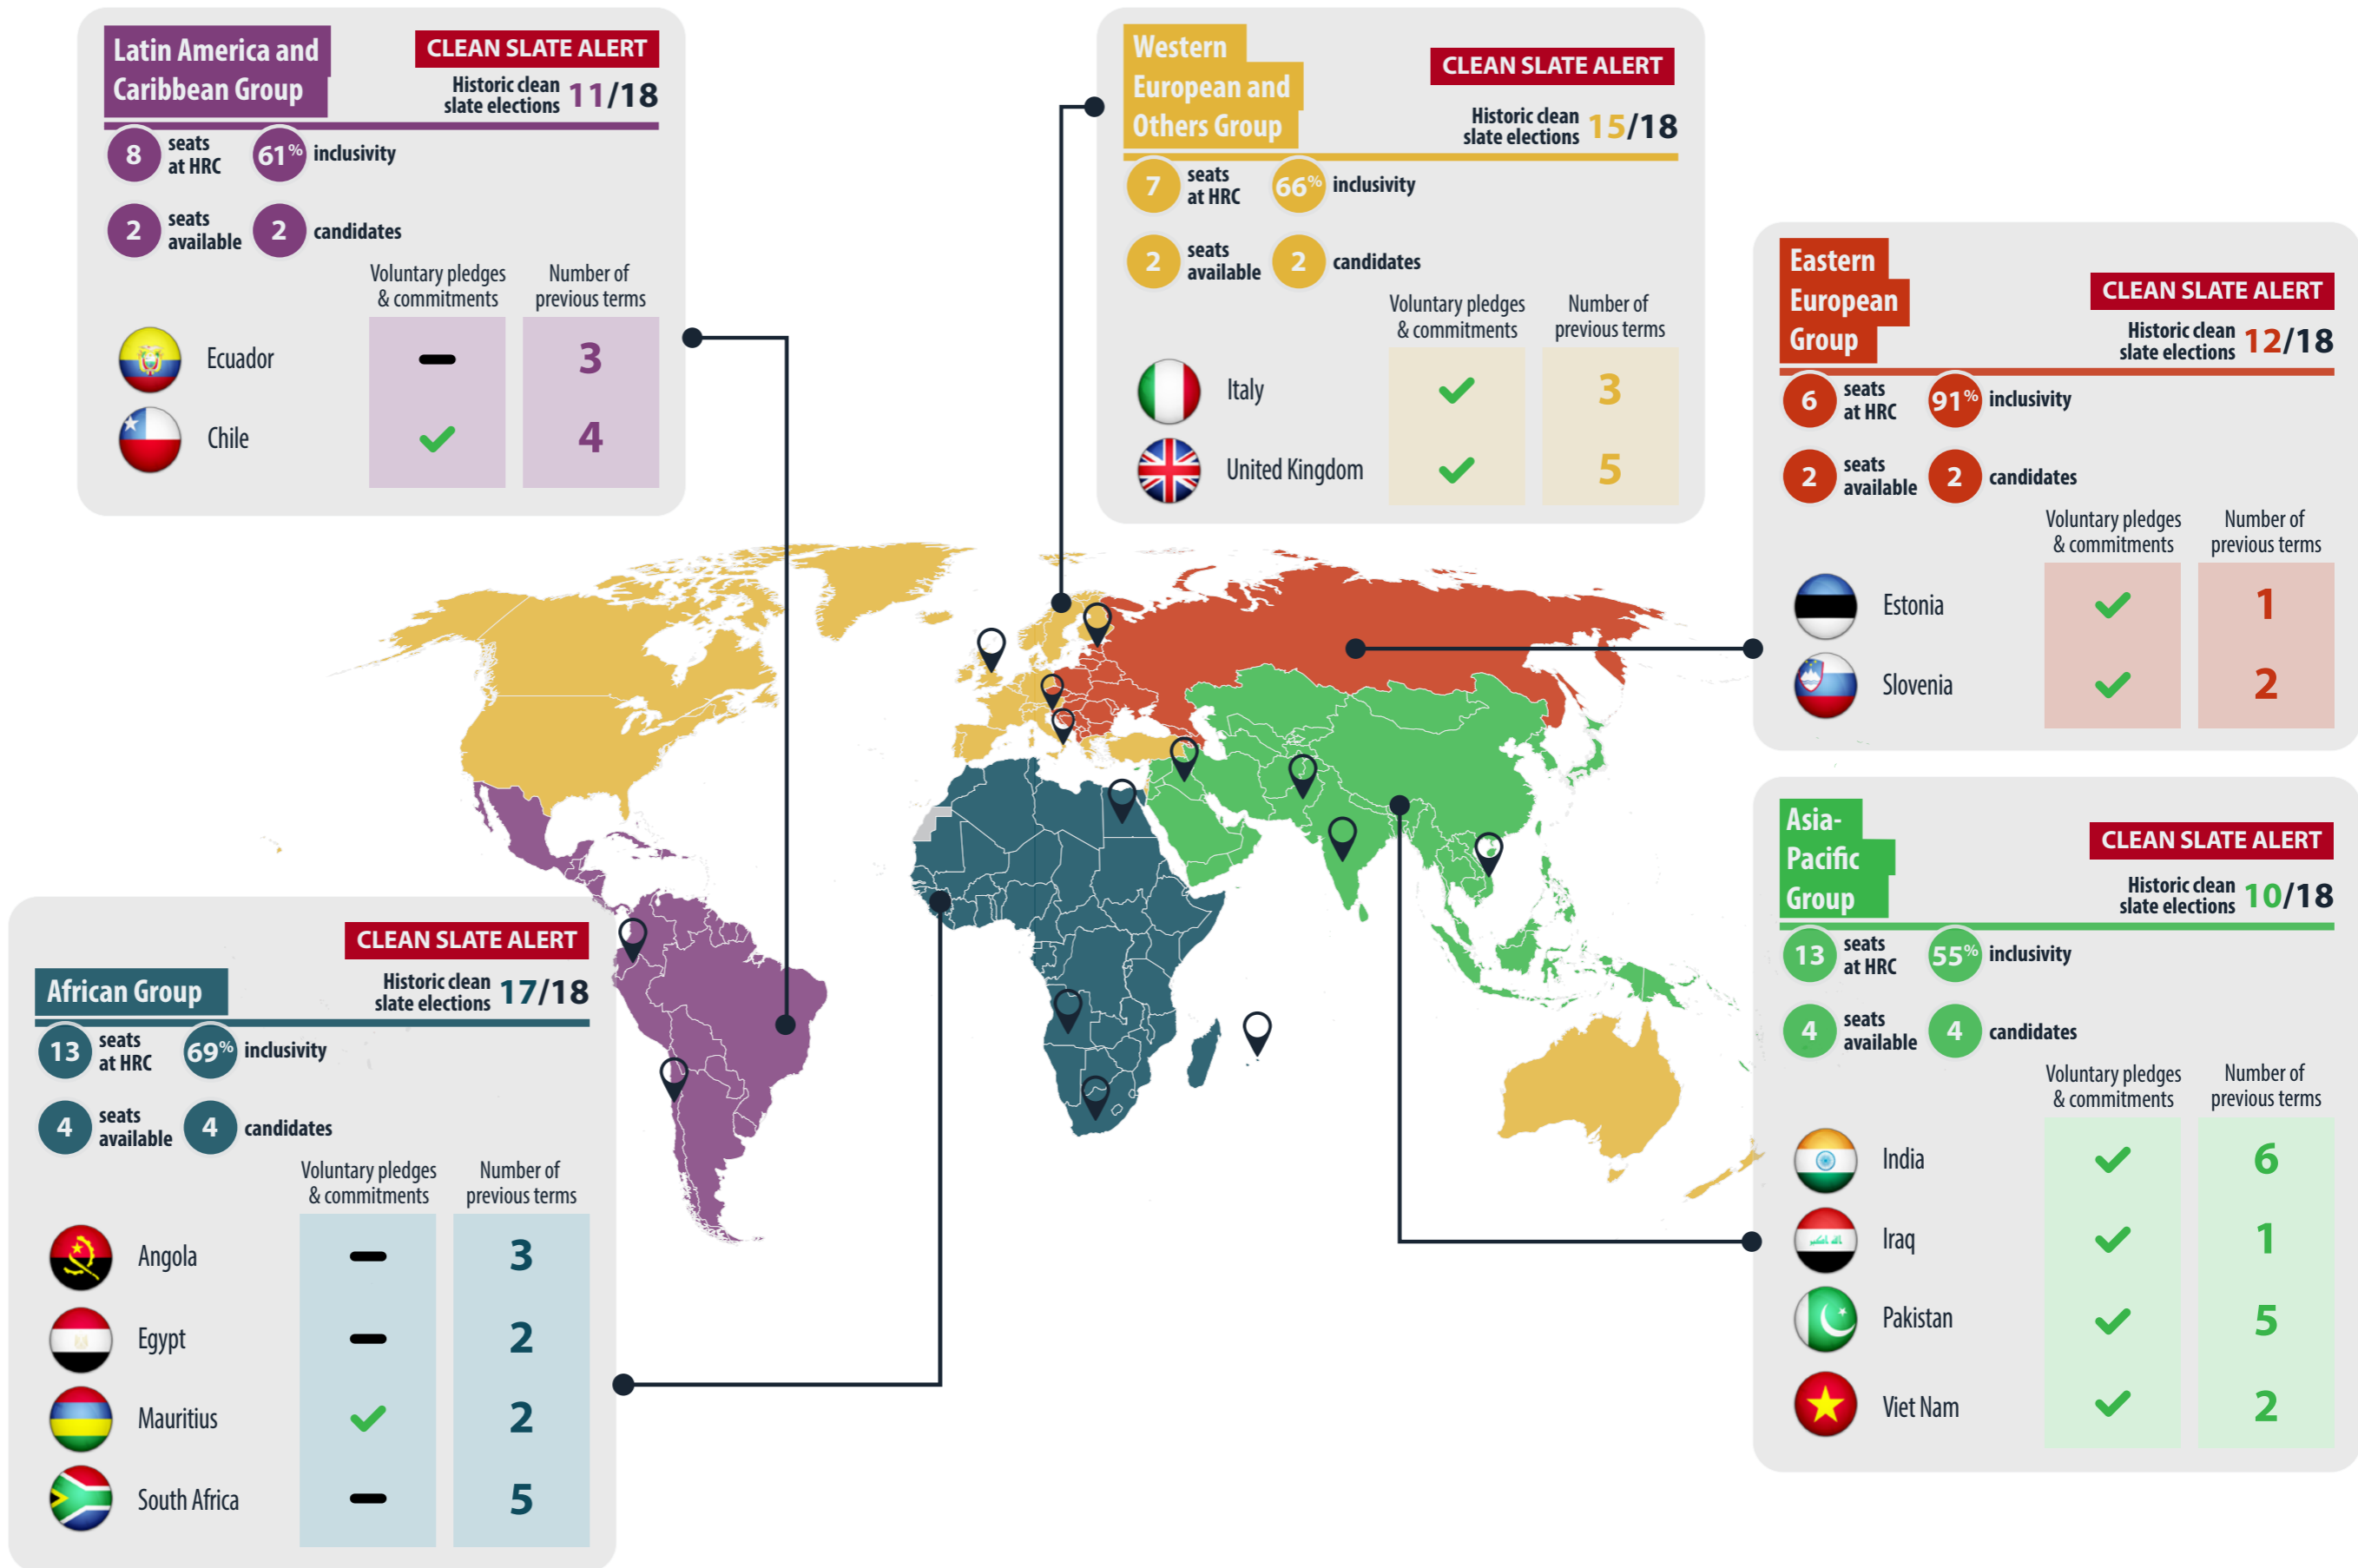 Latin America and
Caribbean Group
CLEAN SLATE ALERT
Historic clean
slate elections 11/18
8 seats
at HRC
61% inclusivity
2 seats
available
2 candidates
Voluntary pledges
& commitments
Number of
previous terms
Ecuador 3
Chile 4
Western
European and
Others Group
CLEAN SLATE ALERT
Historic clean
slate elections 15/18
7 seats
at HRC
66% inclusivity
2 seats
available
2 candidates
Voluntary pledges
& commitments
Number of
previous terms
Italy 3
United Kingdom 5
Eastern
European
Group
CLEAN SLATE ALERT
Historic clean
slate elections 12/18
6 seats
at HRC
91% inclusivity
2 seats
available
2 candidates
Voluntary pledges
& commitments
Number of
previous terms
Estonia 1
Slovenia 2
African Group
CLEAN SLATE ALERT
Historic clean
slate elections 17/18
13 seats
at HRC
69% inclusivity
4 seats
available
4 candidates
Voluntary pledges
& commitments
Number of
previous terms
Angola 3
Egypt 2
Mauritius 2
South Africa 5
Asia-
Pacific
Group
CLEAN SLATE ALERT
Historic clean
slate elections 10/18
13 seats
at HRC
55% inclusivity
4 seats
available
4 candidates
Voluntary pledges
& commitments
Number of
previous terms
India 6
Iraq 1
Pakistan 5
Viet Nam 2